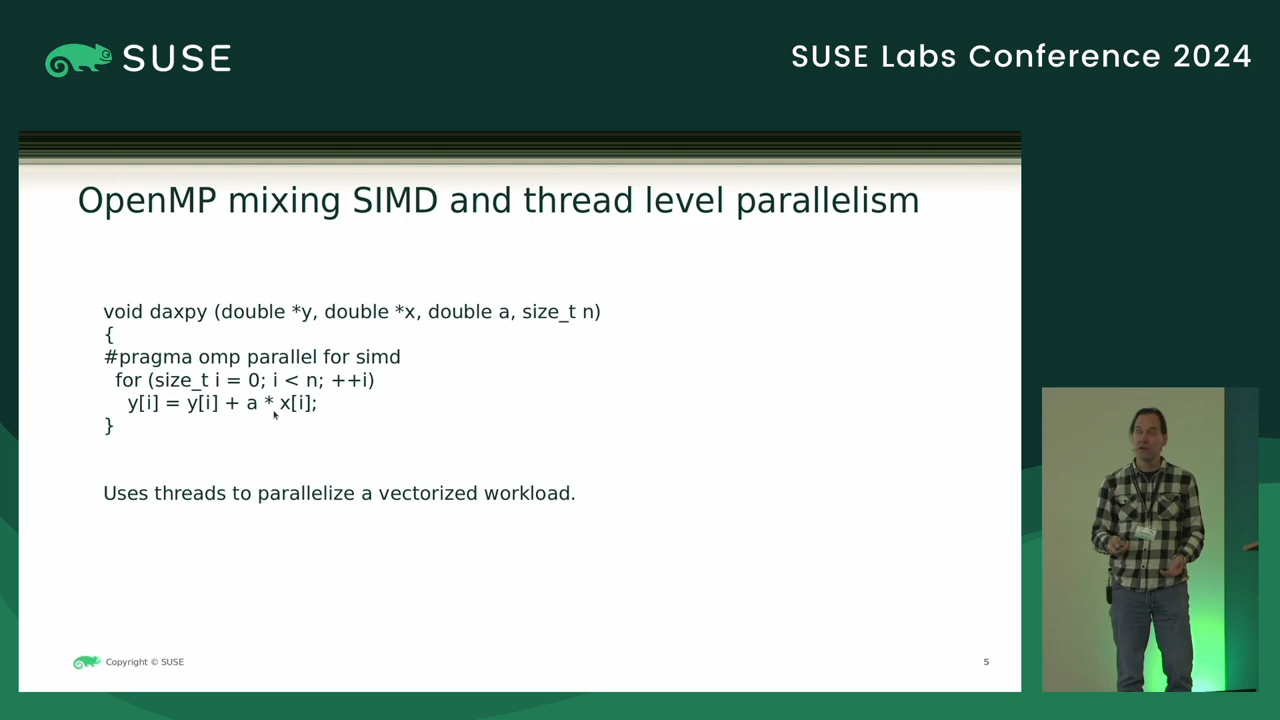 SUSE
SUSE Labs Conference 2024
OpenMP mixing SIMD and thread level parallelism
void daxpy (double *y, double *x, double a, size_t n)
{
#pragma omp parallel for simd
for (size_t i = 0; i < n; ++i)
y[i] = y[i] + a * x[i];
}
Uses threads to parallelize a vectorized workload.
Copyright © SUSE
5